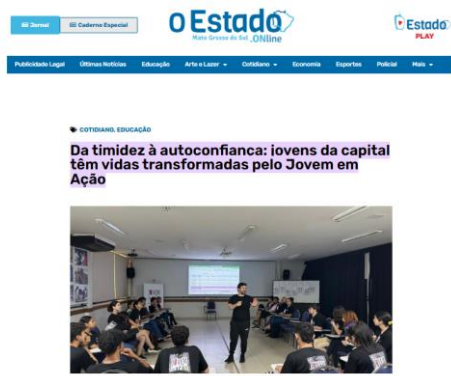 Jornal
Caderno Especial
O Estado
Mato Grosso do Sul .ONline
Estado
PLAY
Publicidade Legal Últimas Notícias Educação Arte e Lazer Cotidiano Economia Esportes Policial Mais
COTIDIANO, EDUCAÇÃO
Da timidez à autoconfiança: jovens da capital
têm vidas transformadas pelo Jovem em
Ação